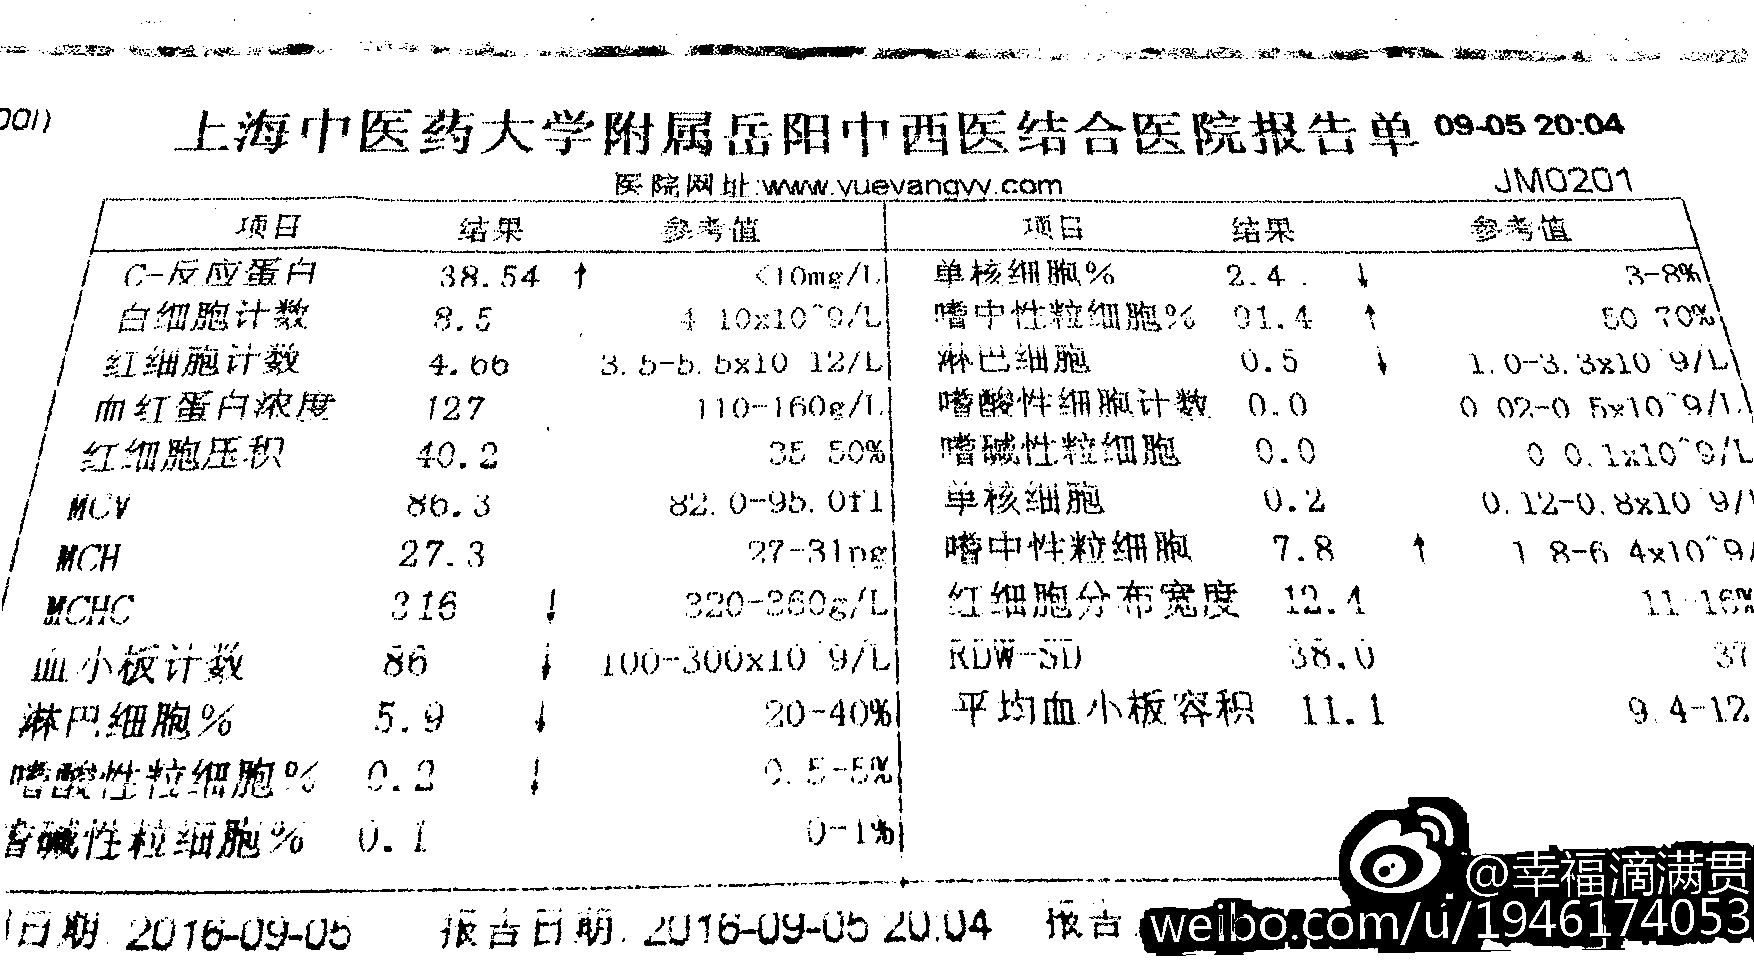 001)
上海中医药大学附属岳阳中西医结合医院报告单 09-05 20:04
医院网址:www.yueyangyy.com JM0201
项目 结果 参考值 项目 结果 参考值
C-反应蛋白 38.54 ↑ <10mg/L 单核细胞% 2.4 ↓ 3-8%
白细胞计数 8.5 4 10x10^9/L 嗜中性粒细胞% 91.4 ↑ 50 70%
红细胞计数 4.66 3.5-5.5x10 12/L 淋巴细胞 0.5 ↓ 1.0-3.3x10^9/L
血红蛋白浓度 127 110-160g/L 嗜酸性细胞计数 0.0 0 02-0 5x10^9/L
红细胞压积 40.2 35 50% 嗜碱性粒细胞 0.0 0 0.1x10^9/L
MCV 86.3 82.0-95.0fl 单核细胞 0.2 0.12-0.8x10^9/
MCH 27.3 27-31pg 嗜中性粒细胞 7.8 ↑ 1 8-6 4x10^9/
MCHC 316 ↓ 320-360g/L 红细胞分布宽度 12.4 11-16%
血小板计数 86 ↓ 100-300x10^9/L RDW-SD 38.0 37
淋巴细胞% 5.9 ↓ 20-40% 平均血小板容积 11.1 9.4-12
嗜酸性粒细胞% 0.2 ↓ 0.5-5%
嗜碱性粒细胞% 0.1 0-1%
日期 2016-09-05 报告日期 2016-09-05 20:04 报告
@幸福滴满贯
weibo.com/u/1946174053